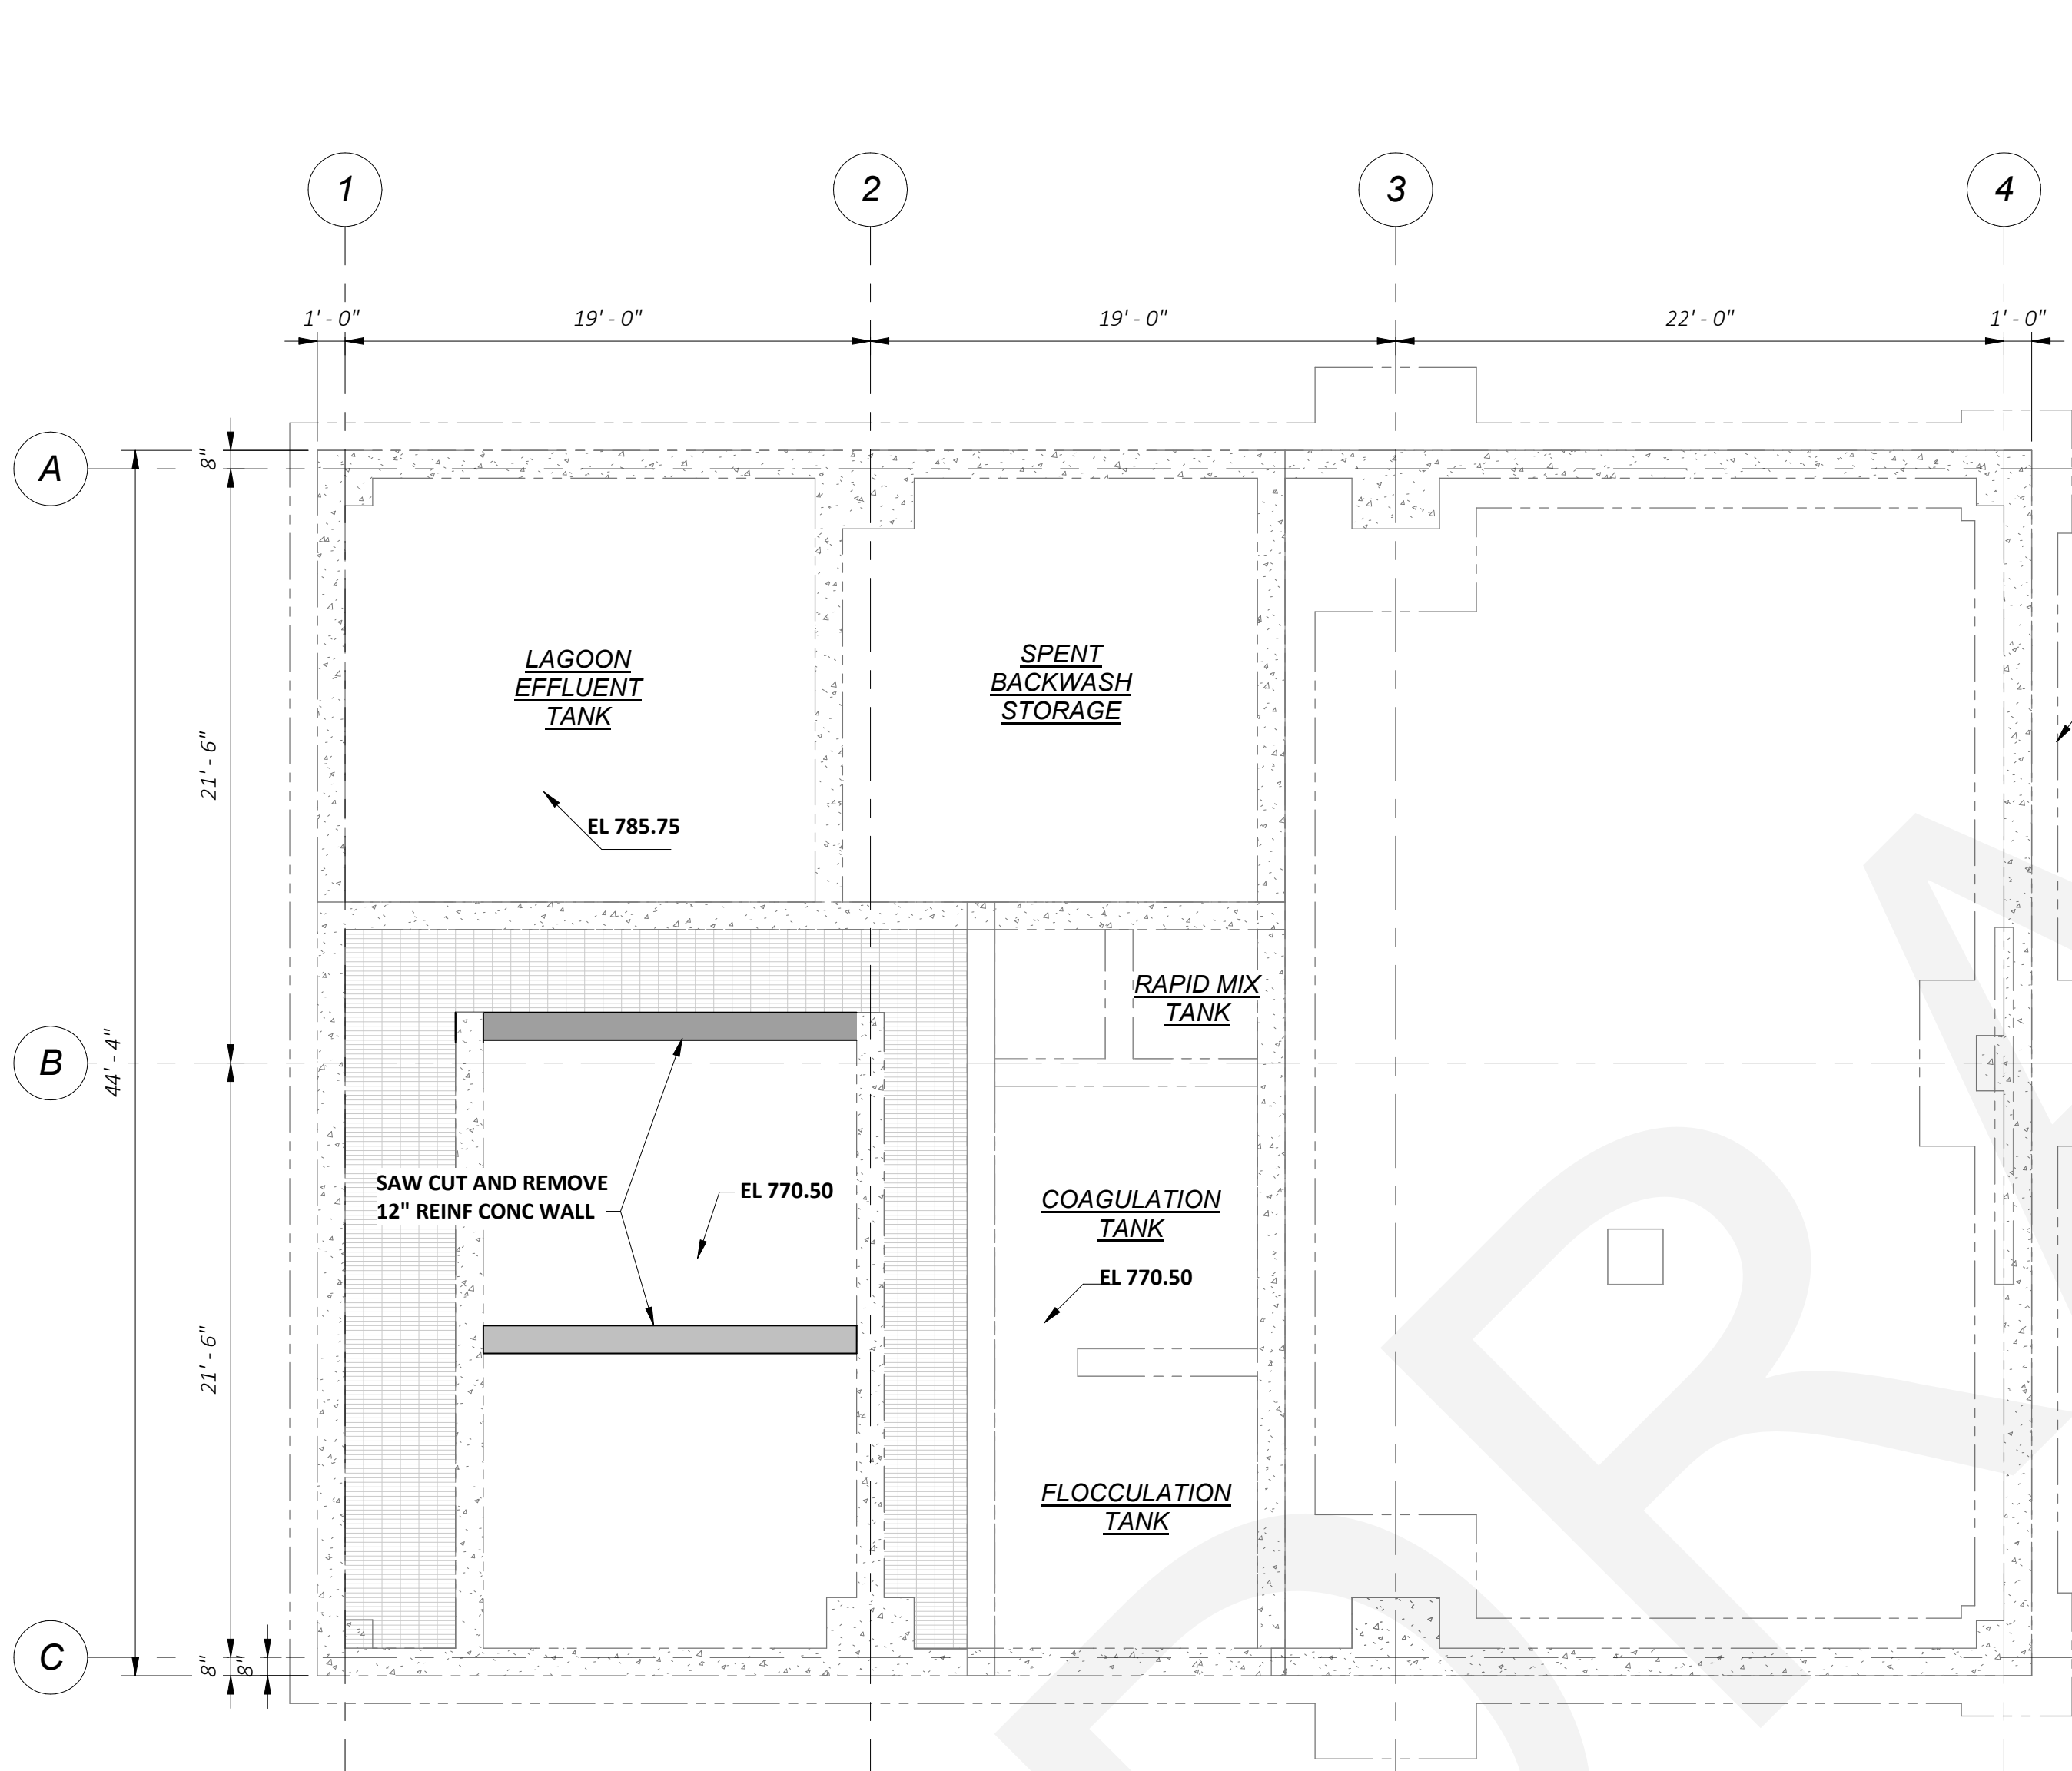 1
2
3
4
1' - 0"
19' - 0"
19' - 0"
22' - 0"
1' - 0"
A
8"
LAGOON
EFFLUENT
TANK
SPENT
BACKWASH
STORAGE
21' - 6"
EL 785.75
RAPID MIX
TANK
B
44' - 4"
SAW CUT AND REMOVE
12" REINF CONC WALL
EL 770.50
COAGULATION
TANK
EL 770.50
21' - 6"
FLOCCULATION
TANK
C
8"
8"